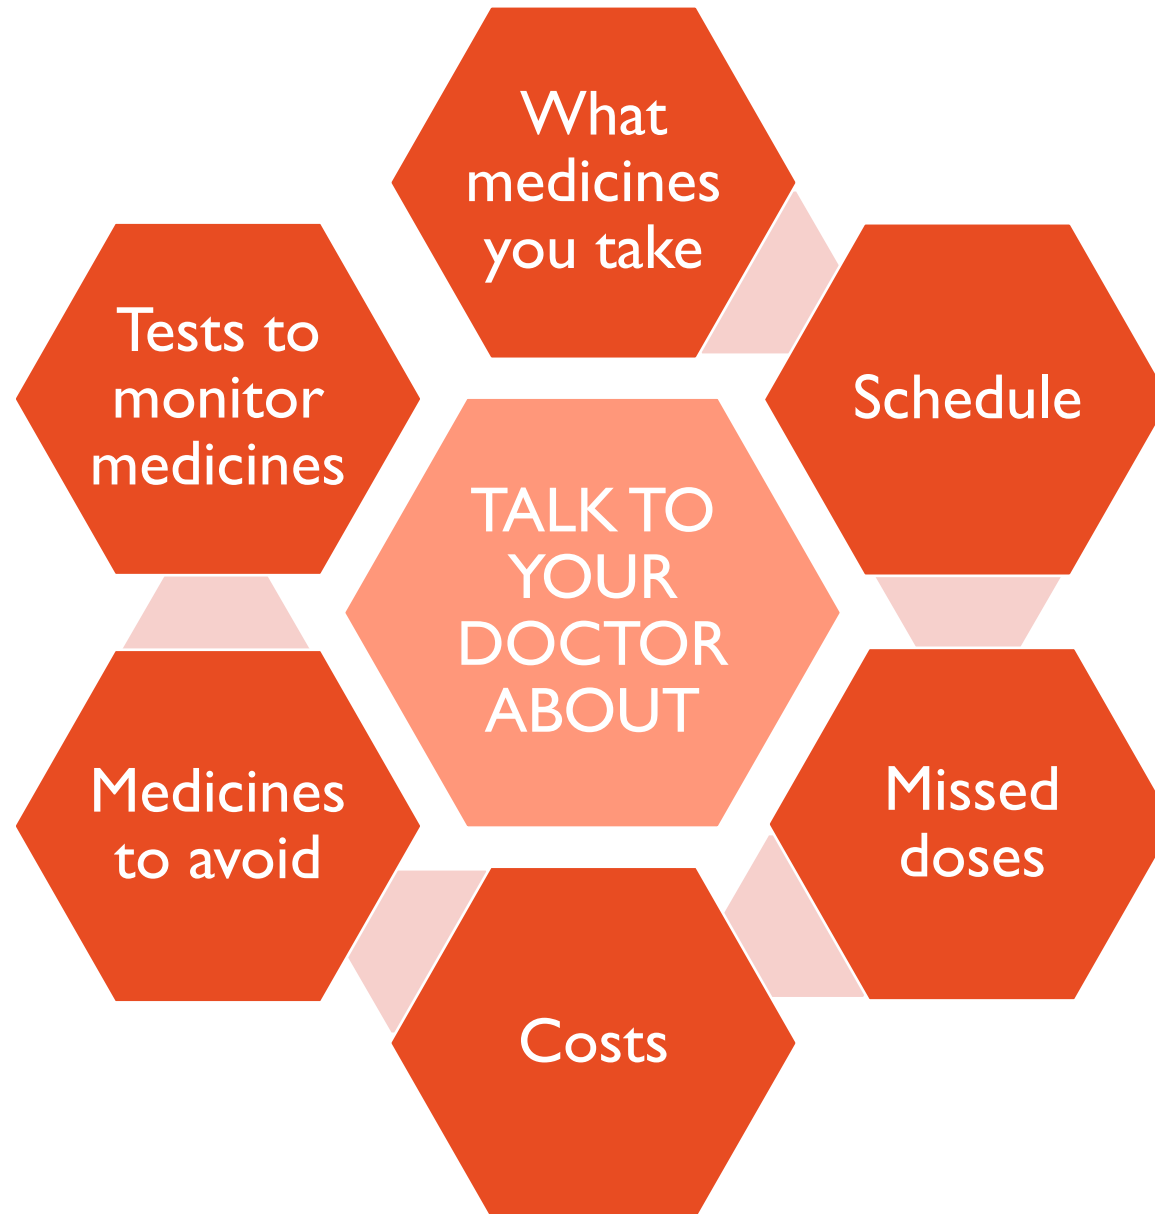 What
medicines
you take
Schedule
Missed
doses
Costs
Medicines
to avoid
Tests to
monitor
medicines
TALK TO
YOUR
DOCTOR
ABOUT